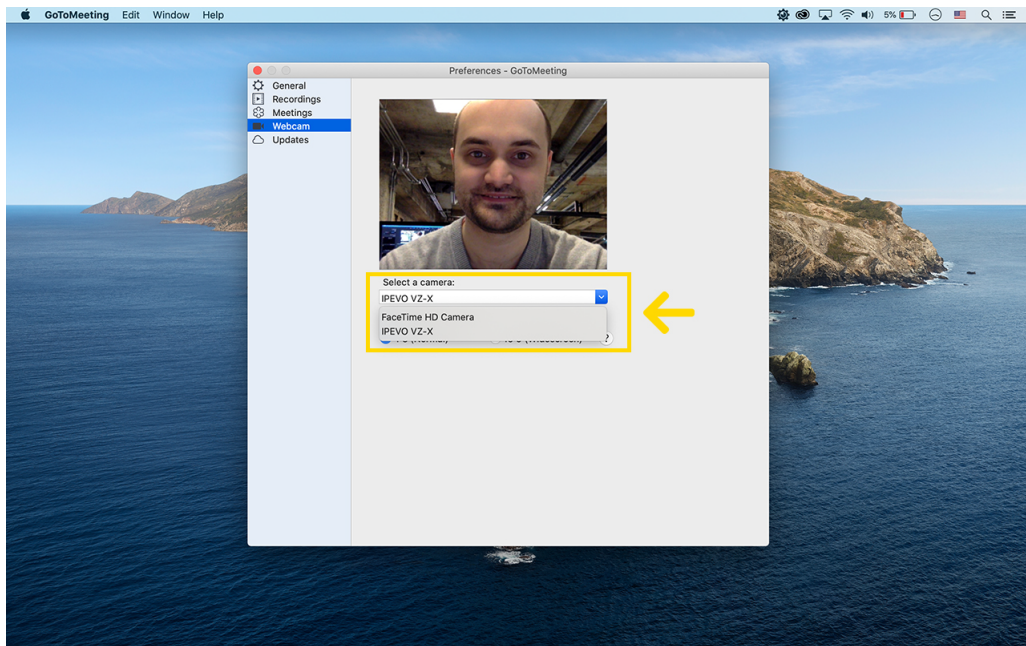 GoToMeeting Edit Window Help 5%
Preferences - GoToMeeting
General
Recordings
Meetings
Webcam
Updates
Select a camera:
IPEVO VZ-X
FaceTime HD Camera
IPEVO VZ-X
?